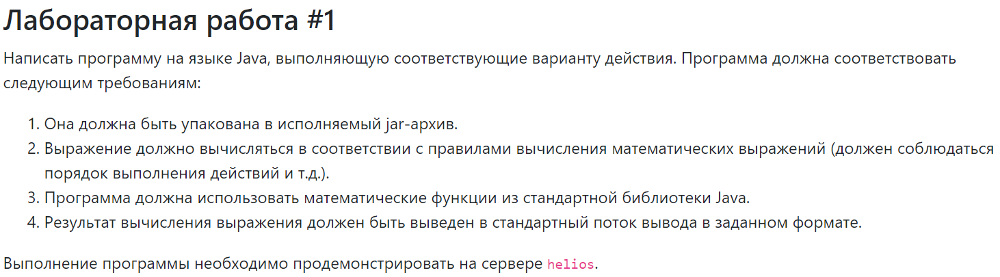 Лабораторная работа #1
Написать программу на языке Java, выполняющую соответствующие варианту действия. Программа должна соответствовать
следующим требованиям:
1. Она должна быть упакована в исполняемый jar-архив.
2. Выражение должно вычисляться в соответствии с правилами вычисления математических выражений (должен соблюдаться
порядок выполнения действий и т.д.).
3. Программа должна использовать математические функции из стандартной библиотеки Java.
4. Результат вычисления выражения должен быть выведен в стандартный поток вывода в заданном формате.
Выполнение программы необходимо продемонстрировать на сервере helios.